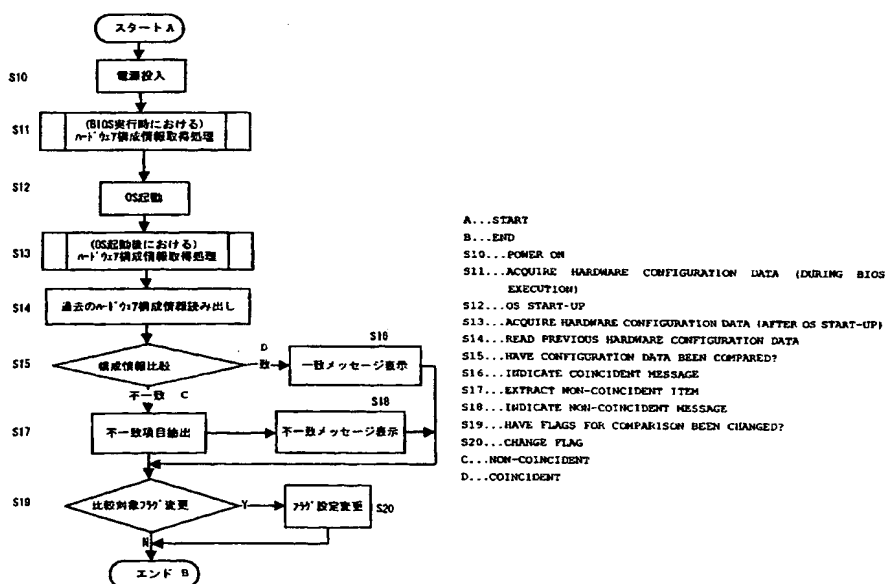 スタート A
S10
電源投入
S11
(BIOS実行時における)
ハードウェア構成情報取得処理
S12
OS起動
S13
(OS起動後における)
ハードウェア構成情報取得処理
S14
過去のハードウェア構成情報読み出し
S15
構成情報比較
D
一致
S16
一致メッセージ表示
不一致 C
S17
不一致項目抽出
S18
不一致メッセージ表示
S19
比較対象フラグ変更
Y
フラグ設定変更
S20
N
エンド B
A...START
B...END
S10...POWER ON
S11...ACQUIRE HARDWARE CONFIGURATION DATA (DURING BIOS
EXECUTION)
S12...OS START-UP
S13...ACQUIRE HARDWARE CONFIGURATION DATA (AFTER OS START-UP)
S14...READ PREVIOUS HARDWARE CONFIGURATION DATA
S15...HAVE CONFIGURATION DATA BEEN COMPARED?
S16...INDICATE COINCIDENT MESSAGE
S17...EXTRACT NON-COINCIDENT ITEM
S18...INDICATE NON-COINCIDENT MESSAGE
S19...HAVE FLAGS FOR COMPARISON BEEN CHANGED?
S20...CHANGE FLAG
C...NON-COINCIDENT
D...COINCIDENT